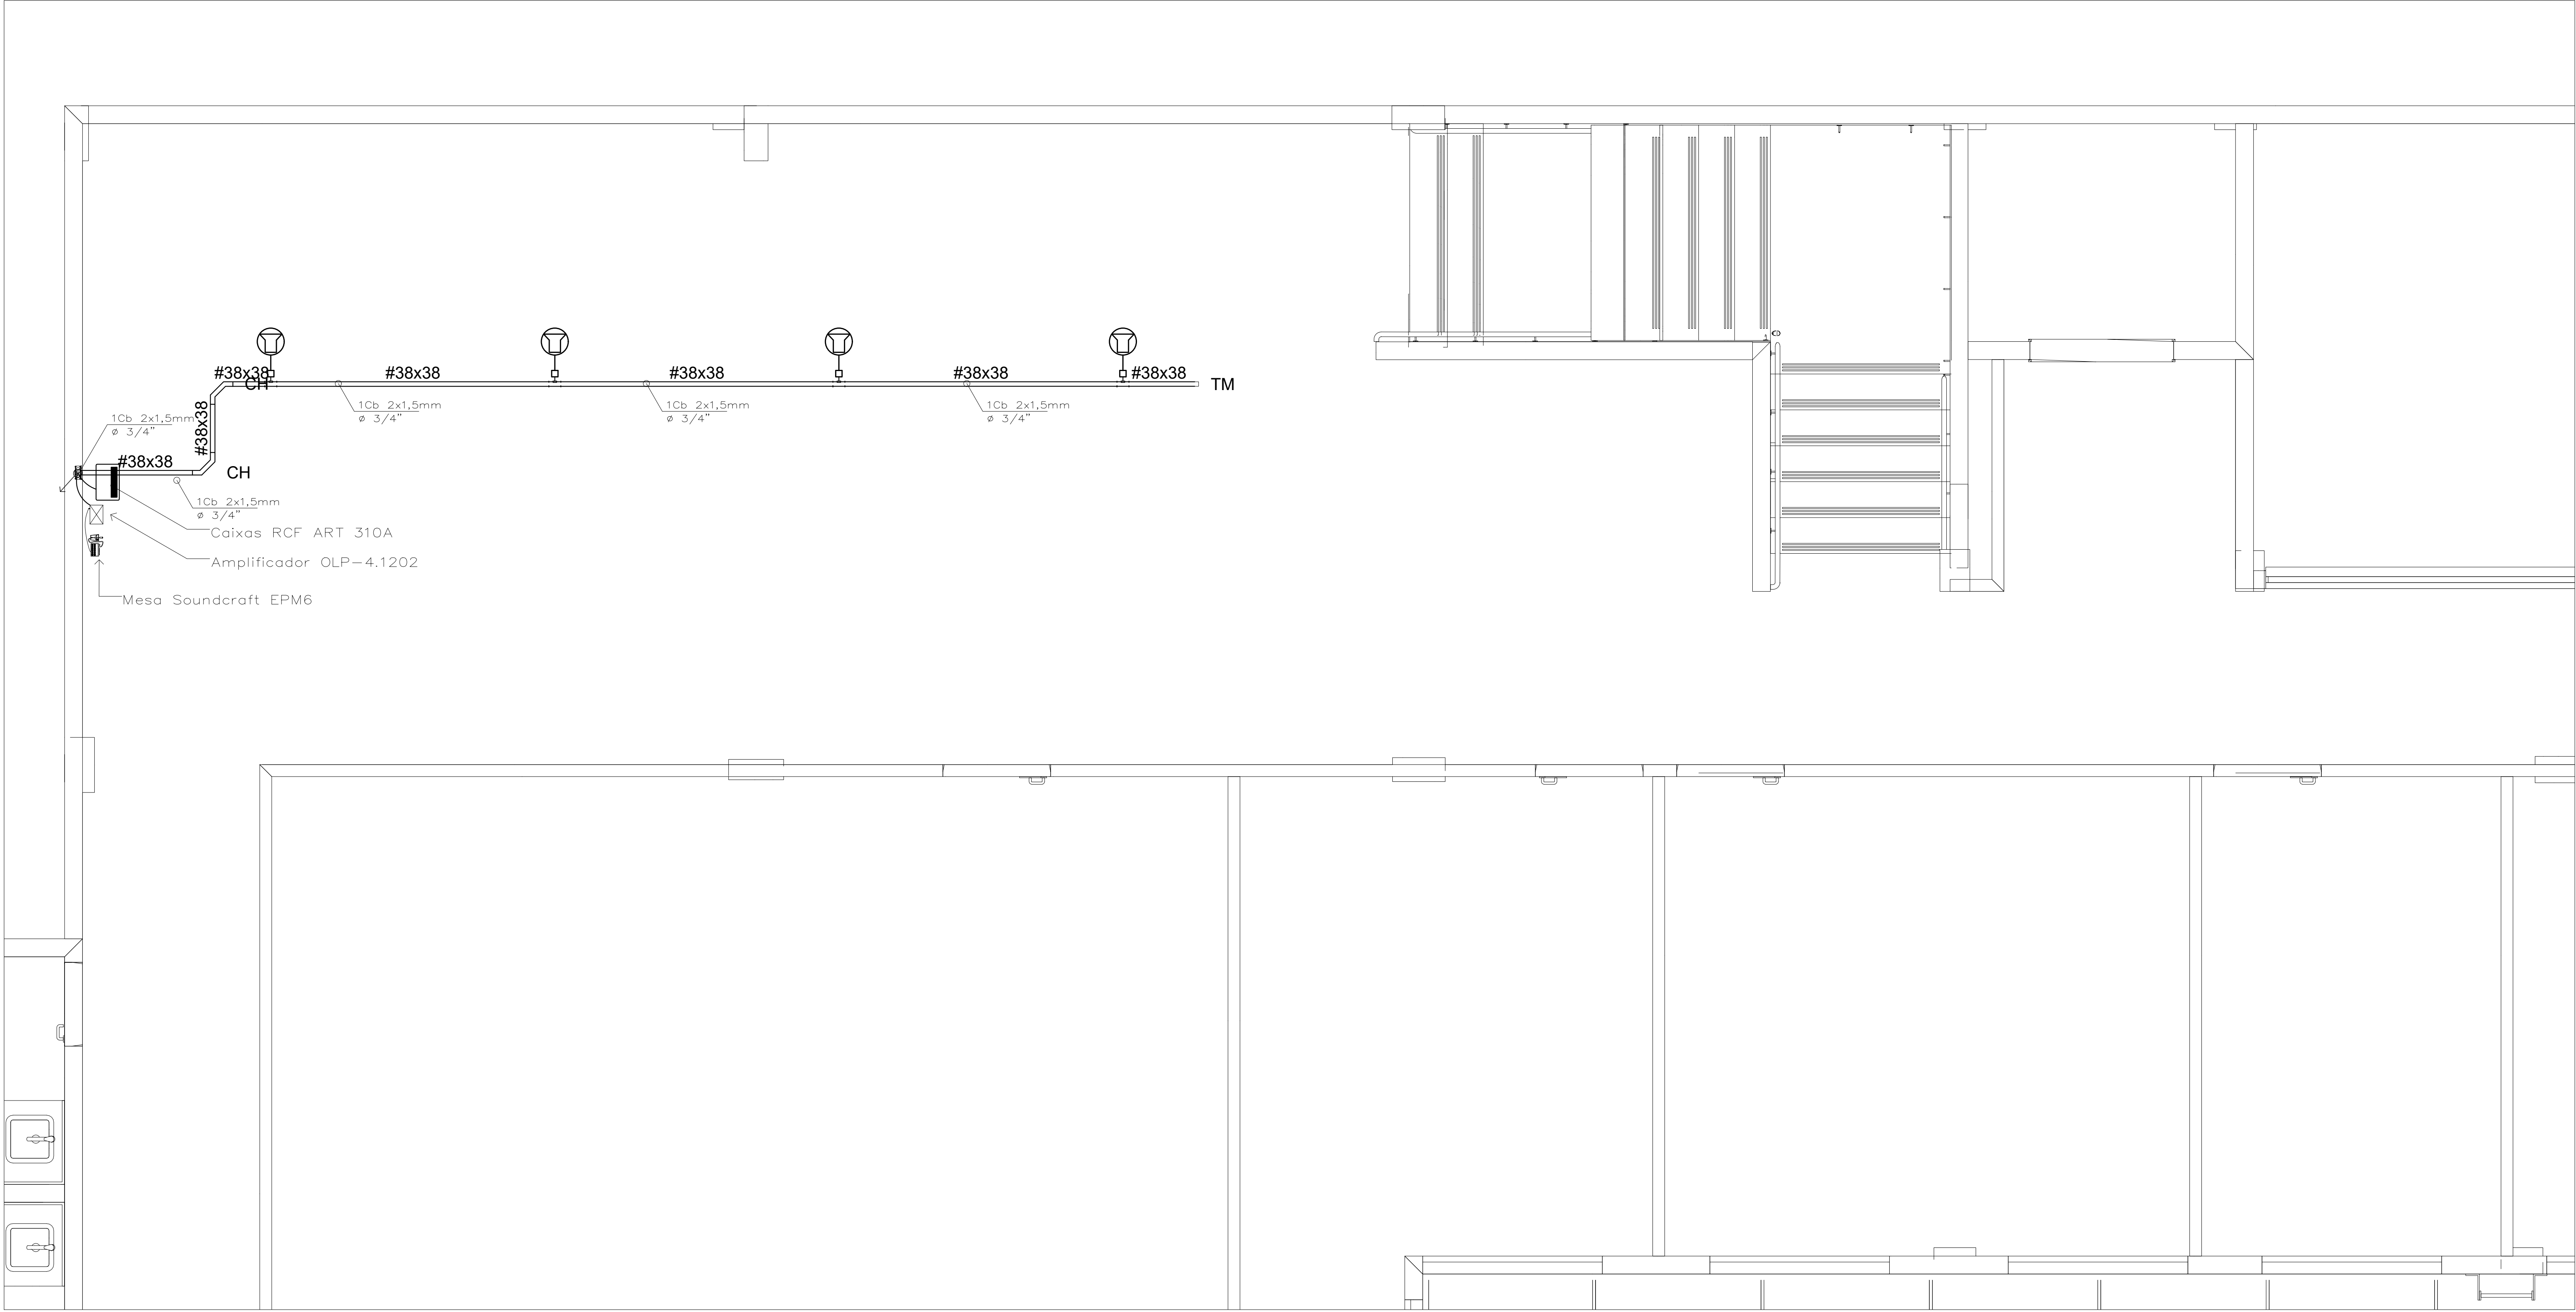 #38x38
#38x38
#38x38
#38x38
#38x38
CH
TM
1Cb 2x1,5mm
ø 3/4"
1Cb 2x1,5mm
ø 3/4"
1Cb 2x1,5mm
ø 3/4"
1Cb 2x1,5mm
ø 3/4"
#38x38
#38x38
CH
1Cb 2x1,5mm
ø 3/4"
Caixas RCF ART 310A
Amplificador OLP-4.1202
Mesa Soundcraft EPM6